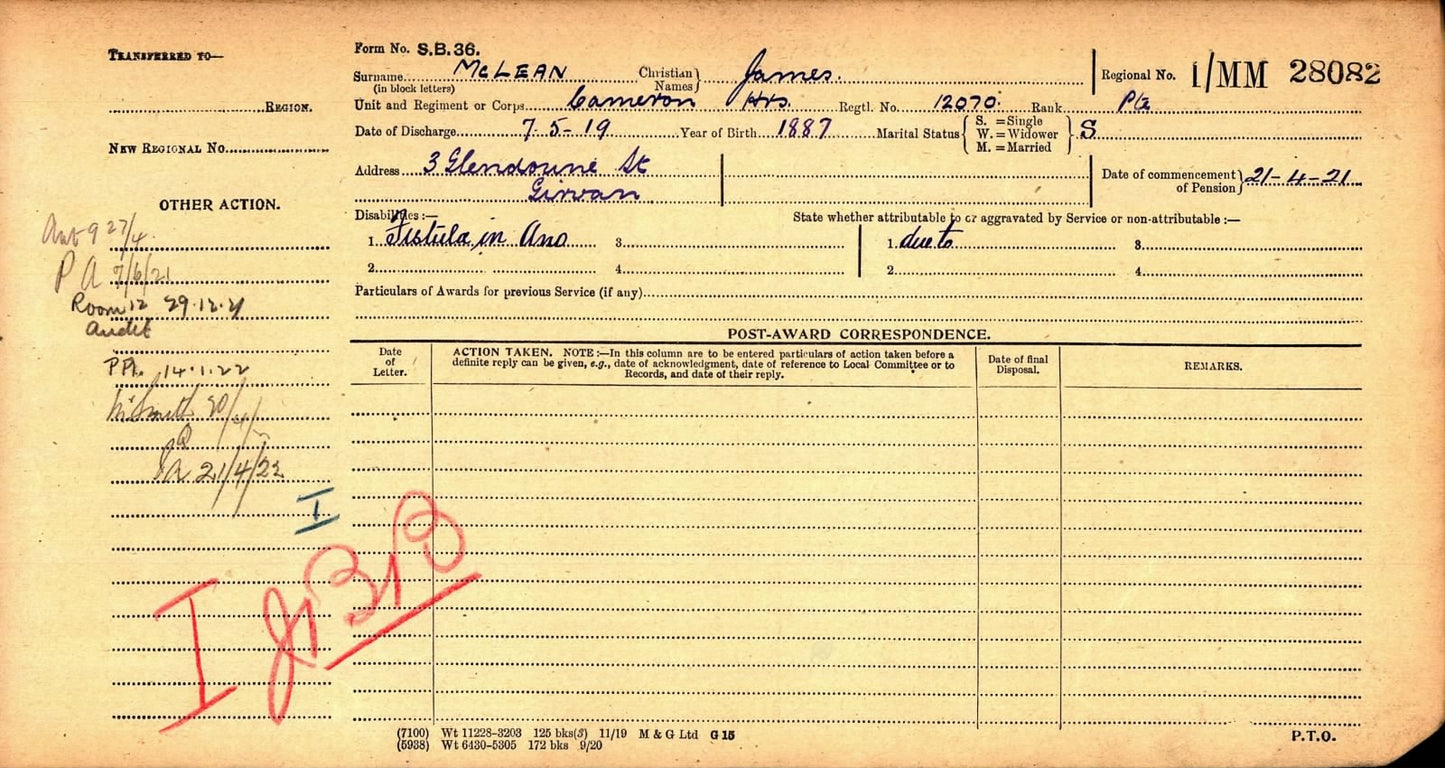 TRANSFERRED TO—
REGION.
NEW REGIONAL No.
OTHER ACTION.
27/4
P A 7/6/21
Room 12 29.12.21
Audit
14.1.22
Smith 20/4/
21/4/22
I
I
Form No. S.B. 36.
Surname McLEAN Christian Names} James. Regional No. 1/MM 28082
(in block letters)
Unit and Regiment or Corps Cameron Hrs. Regtl. No. 12070. Rank Pte
Date of Discharge 7-5-19 Year of Birth 1887 Marital Status { S. =Single W. =Widower M. =Married } S
Address 3 Glendoune St
Girvan
Date of commencement of Pension} 21-4-21
Disabilities :— State whether attributable to or aggravated by Service or non-attributable :—
1. Fistula in Ano 3. 1. due to 3.
2. 4. 2. 4.
Particulars of Awards for previous Service (if any)
POST-AWARD CORRESPONDENCE.
Date of Letter.
ACTION TAKEN. NOTE :—In this column are to be entered particulars of action taken before a
definite reply can be given, e.g., date of acknowledgment, date of reference to Local Committee or to
Records, and date of their reply.
Date of final Disposal.
REMARKS.
(7100) Wt 11228-3203 125 bks(S) 11/19 M & G Ltd G 15
(5938) Wt 6430-5305 172 bks 9/20
P.T.O.